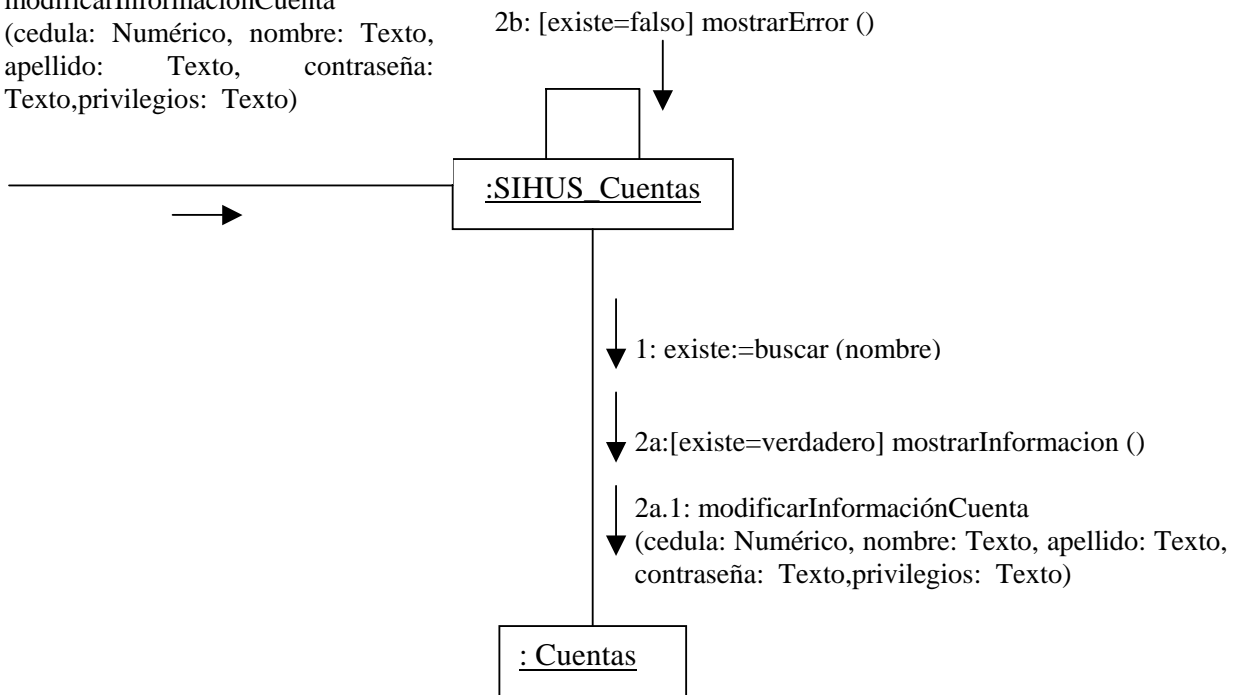 modificarInformaciónCuenta
(cedula: Numérico, nombre: Texto,
apellido: Texto, contraseña:
Texto,privilegios: Texto)
2b: [existe=falso] mostrarError ()
:SIHUS_Cuentas
1: existe:=buscar (nombre)
2a:[existe=verdadero] mostrarInformacion ()
2a.1: modificarInformaciónCuenta
(cedula: Numérico, nombre: Texto, apellido: Texto,
contraseña: Texto,privilegios: Texto)
: Cuentas